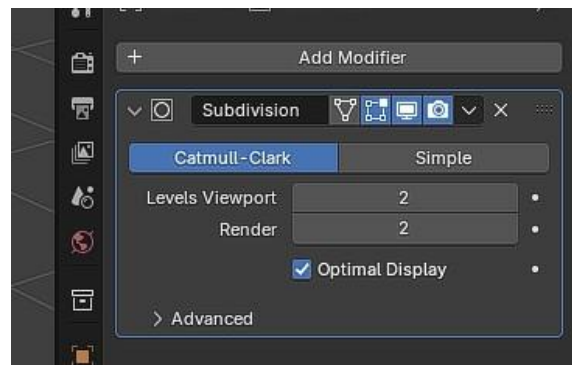 Add Modifier
Subdivision
Catmull-Clark Simple
Levels Viewport 2
Render 2
Optimal Display
Advanced